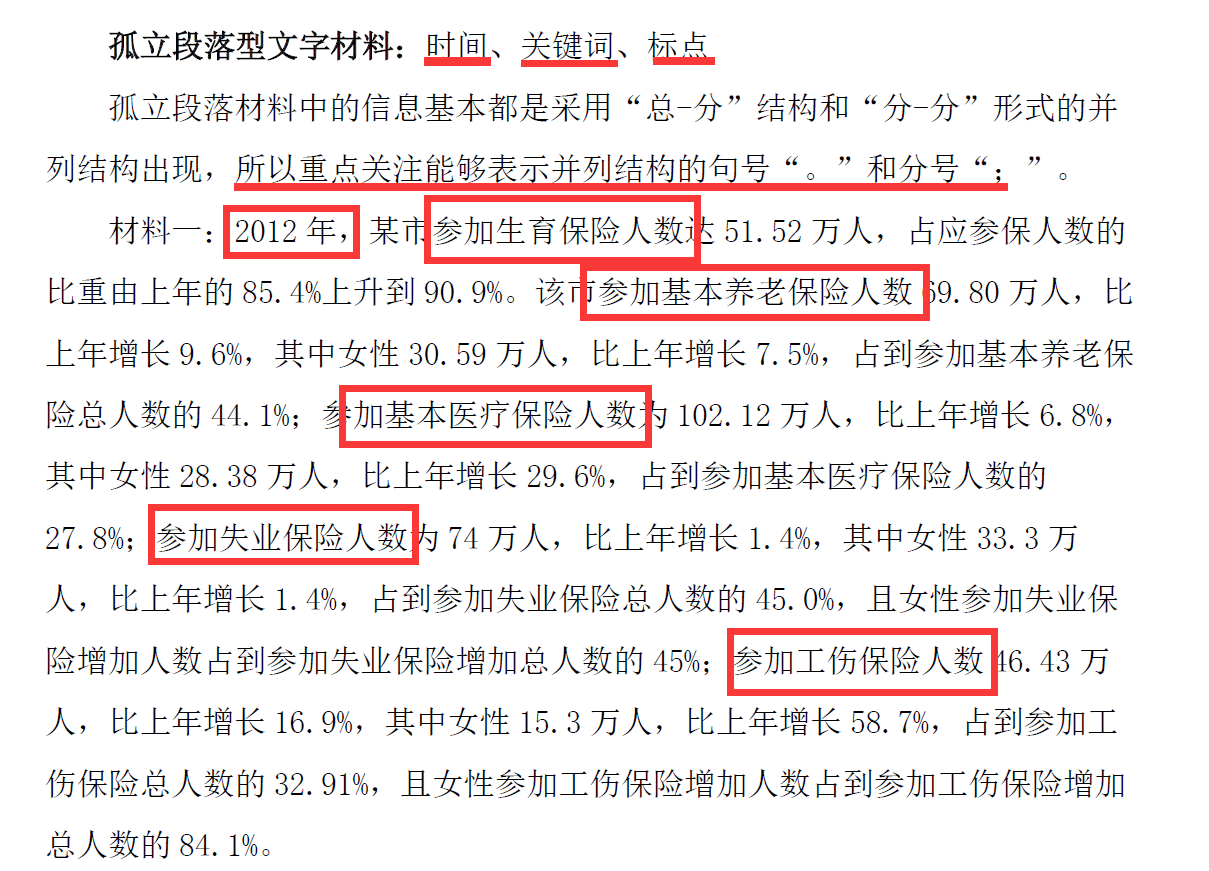 孤立段落型文字材料：时间、关键词、标点
孤立段落材料中的信息基本都是采用“总-分”结构和“分-分”形式的并
列结构出现，所以重点关注能够表示并列结构的句号“。”和分号“；”。
材料一：2012 年，某市参加生育保险人数达 51.52 万人，占应参保人数的
比重由上年的 85.4%上升到 90.9%。该市参加基本养老保险人数 69.80 万人，比
上年增长 9.6%，其中女性 30.59 万人，比上年增长 7.5%，占到参加基本养老保
险总人数的 44.1%；参加基本医疗保险人数为 102.12 万人，比上年增长 6.8%，
其中女性 28.38 万人，比上年增长 29.6%，占到参加基本医疗保险人数的
27.8%；参加失业保险人数为 74 万人，比上年增长 1.4%，其中女性 33.3 万
人，比上年增长 1.4%，占到参加失业保险总人数的 45.0%，且女性参加失业保
险增加人数占到参加失业保险增加总人数的 45%；参加工伤保险人数 46.43 万
人，比上年增长 16.9%，其中女性 15.3 万人，比上年增长 58.7%，占到参加工
伤保险总人数的 32.91%，且女性参加工伤保险增加人数占到参加工伤保险增加
总人数的 84.1%。